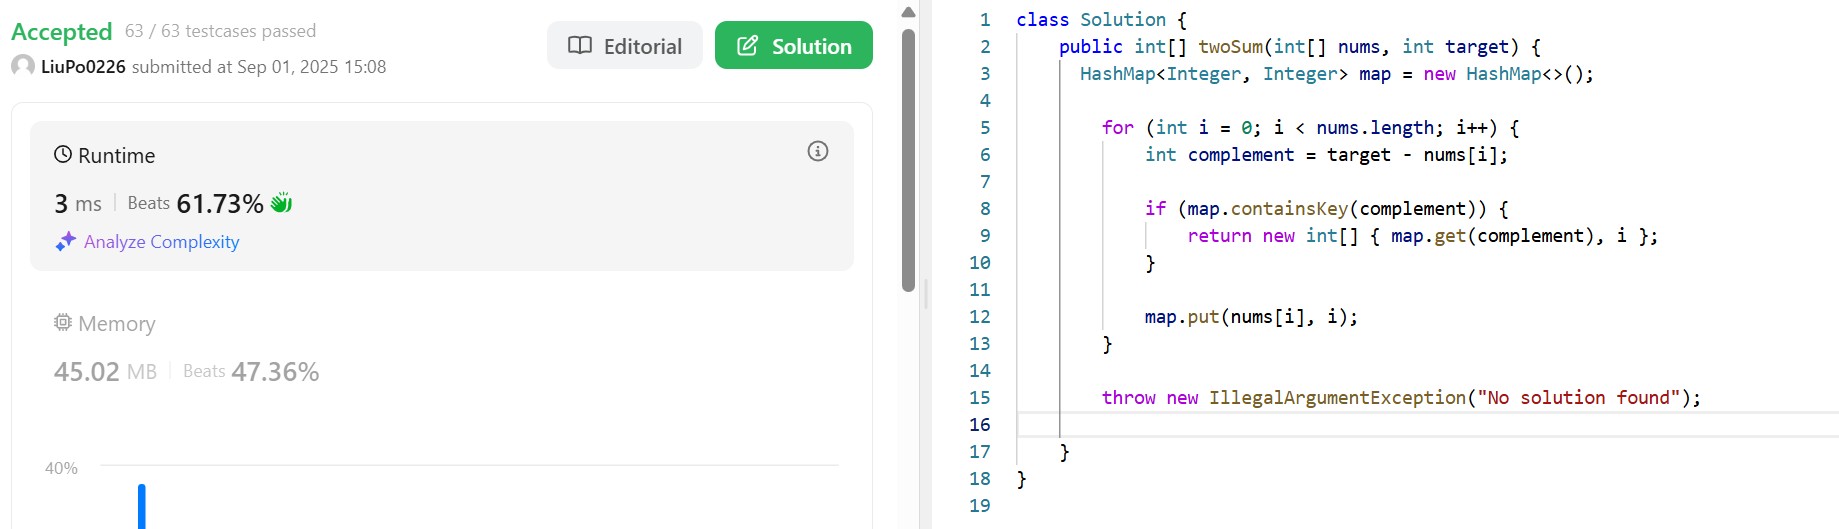 Accepted 63 / 63 testcases passed
LiuPo0226 submitted at Sep 01, 2025 15:08
Editorial
Solution
Runtime
3 ms Beats 61.73%
Analyze Complexity
Memory
45.02 MB Beats 47.36%
40%
1 class Solution {
2     public int[] twoSum(int[] nums, int target) {
3       HashMap<Integer, Integer> map = new HashMap<>();
4
5         for (int i = 0; i < nums.length; i++) {
6             int complement = target - nums[i];
7
8             if (map.containsKey(complement)) {
9                 return new int[] { map.get(complement), i };
10             }
11
12             map.put(nums[i], i);
13         }
14
15         throw new IllegalArgumentException("No solution found");
16
17     }
18 }
19